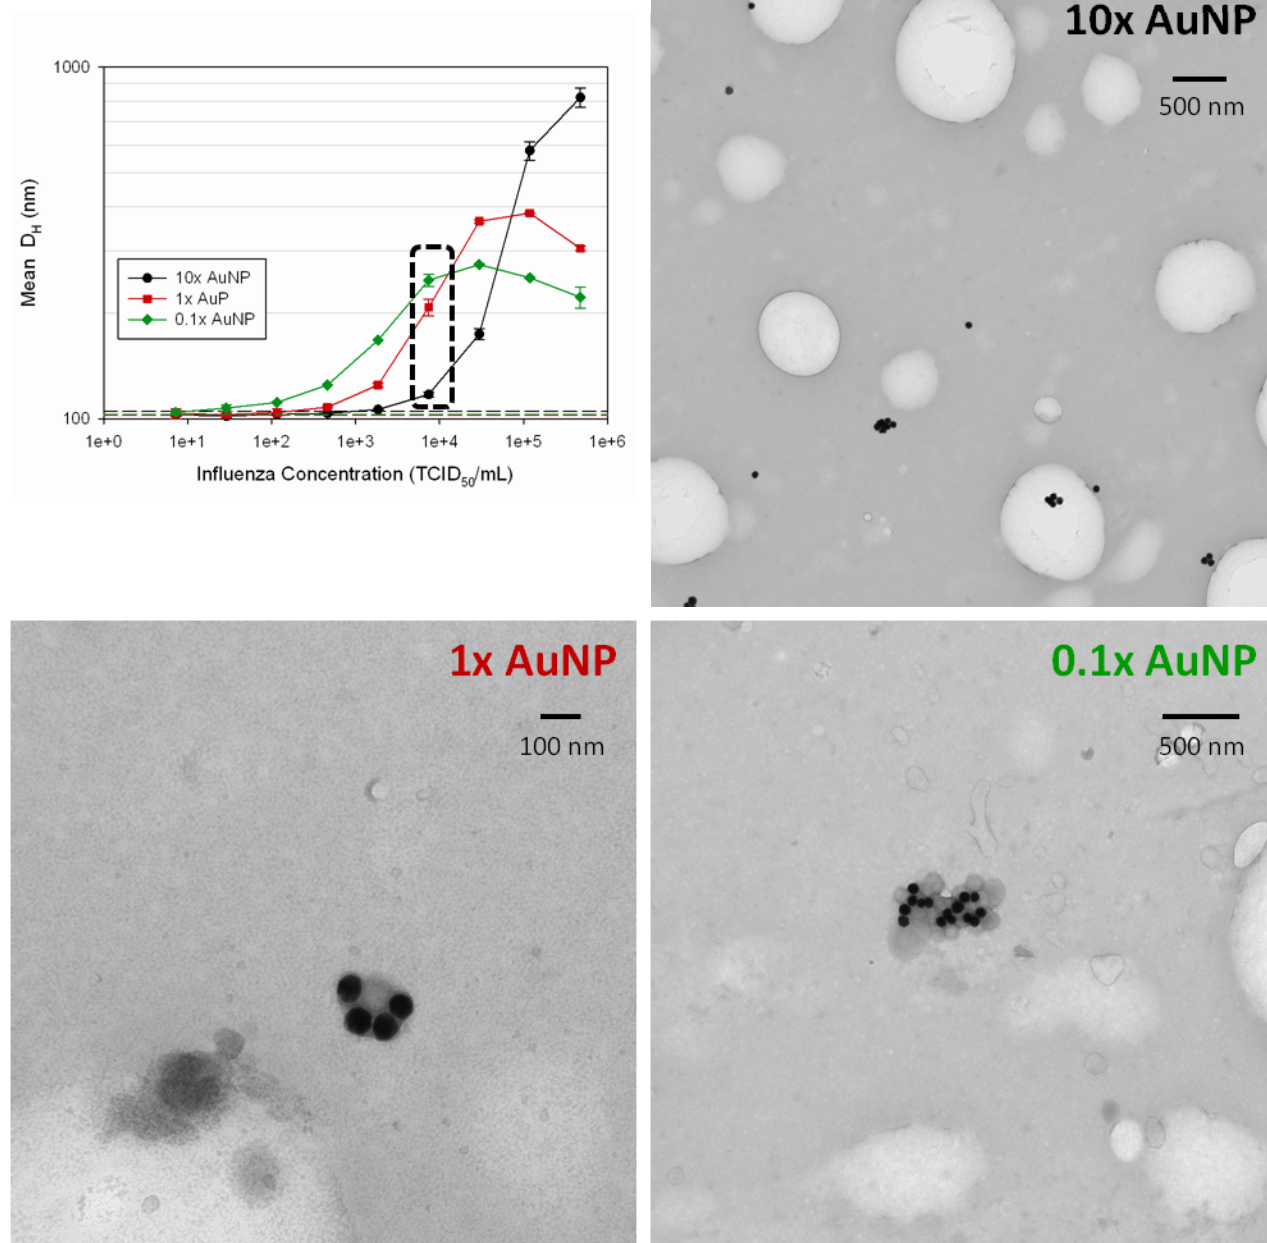 1000
100
Mean D_H (nm)
10x AuNP
1x AuP
0.1x AuNP
1e+0 1e+1 1e+2 1e+3 1e+4 1e+5 1e+6
Influenza Concentration (TCID50/mL)
10x AuNP
500 nm
1x AuNP
100 nm
0.1x AuNP
500 nm